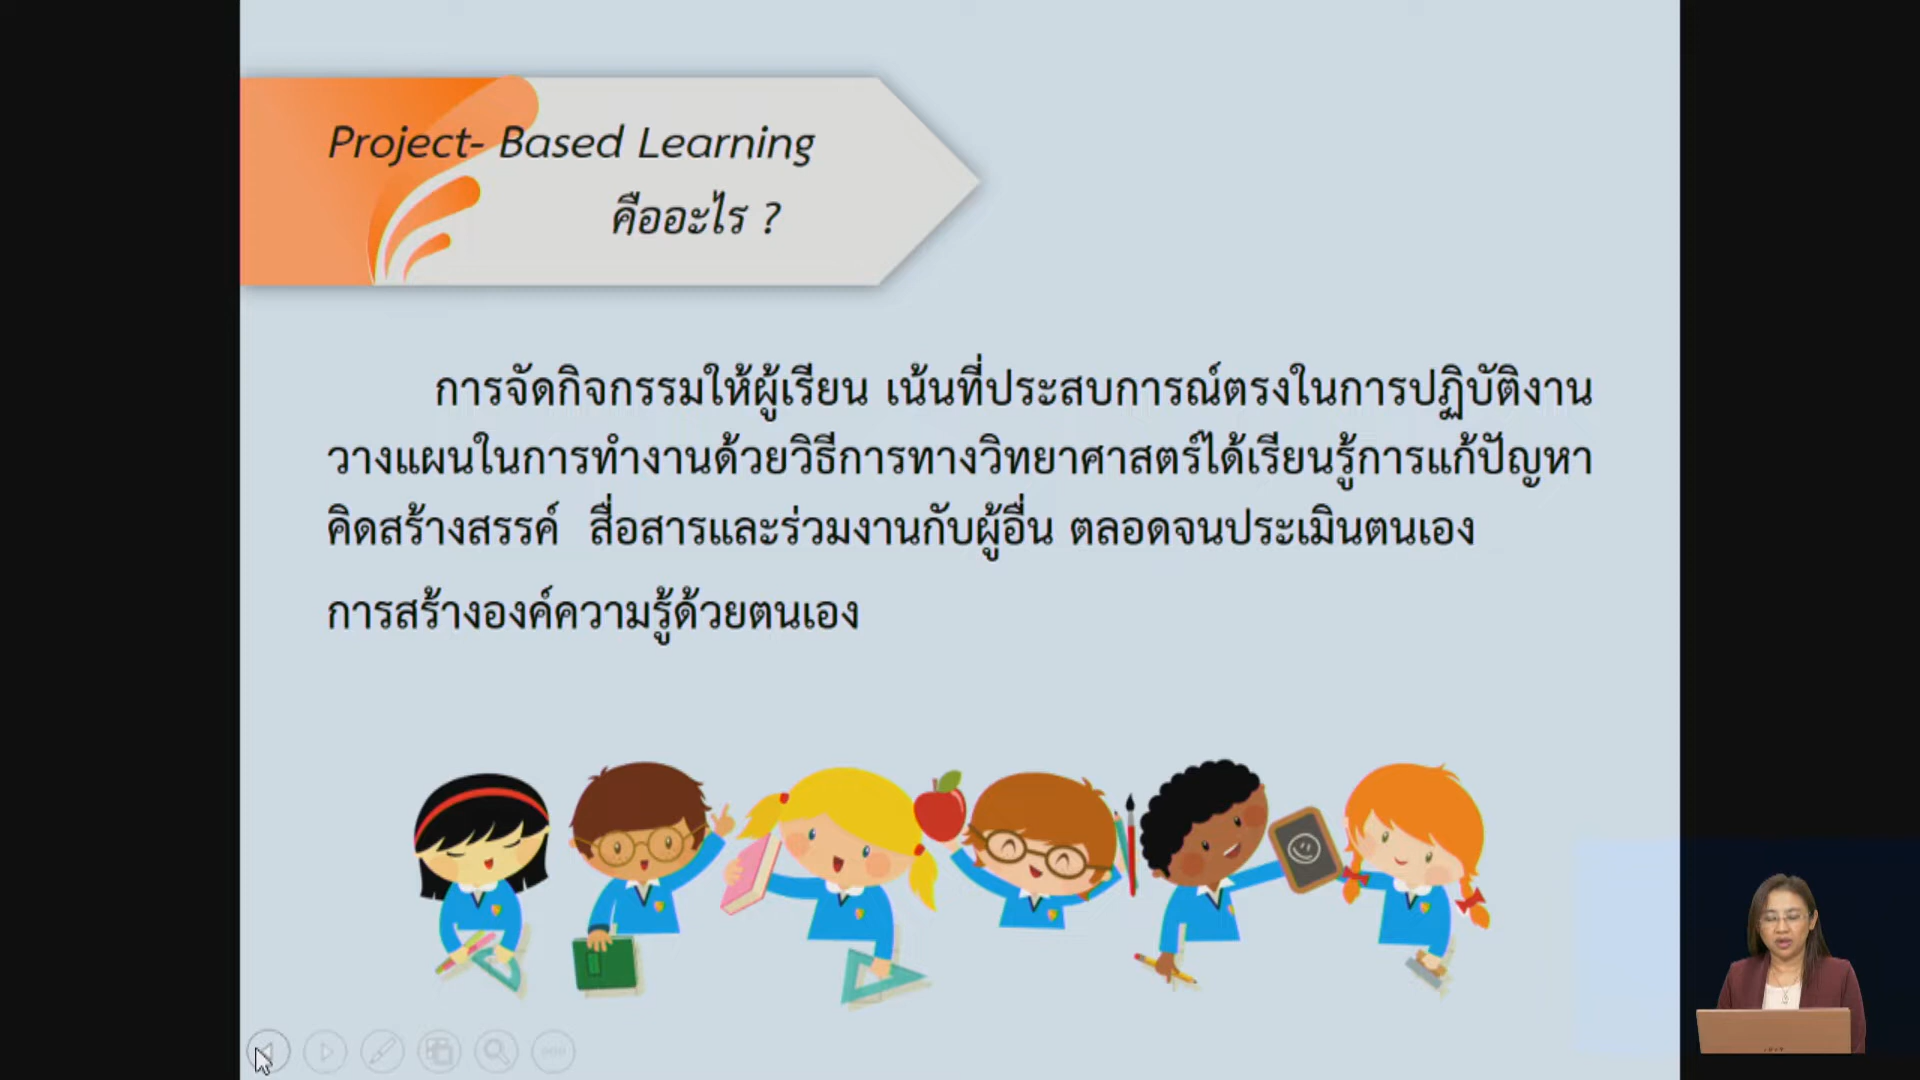 Project- Based Learning
คืออะไร ?
การจัดกิจกรรมให้ผู้เรียน เน้นที่ประสบการณ์ตรงในการปฏิบัติงาน
วางแผนในการทำงานด้วยวิธีการทางวิทยาศาสตร์ได้เรียนรู้การแก้ปัญหา
คิดสร้างสรรค์ สื่อสารและร่วมงานกับผู้อื่น ตลอดจนประเมินตนเอง
การสร้างองค์ความรู้ด้วยตนเอง